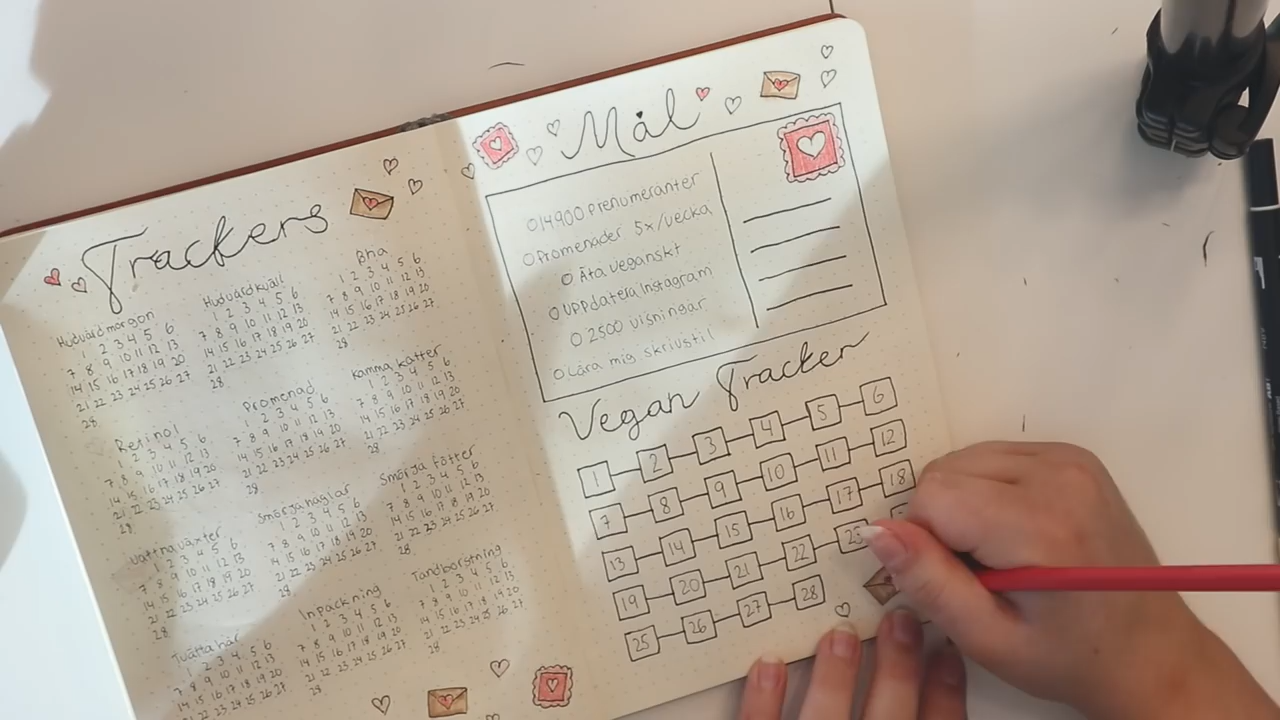 Trackers
Hudvård morgon
1 2 3 4 5 6
7 8 9 10 11 12 13
14 15 16 17 18 19 20
21 22 23 24 25 26 27
28
Hudvård kväll
1 2 3 4 5 6
7 8 9 10 11 12 13
14 15 16 17 18 19 20
21 22 23 24 25 26 27
28
Bha
1 2 3 4 5 6
7 8 9 10 11 12 13
14 15 16 17 18 19 20
21 22 23 24 25 26 27
28
Retinol
1 2 3 4 5 6
7 8 9 10 11 12 13
14 15 16 17 18 19 20
21 22 23 24 25 26 27
28
Promenad
1 2 3 4 5 6
7 8 9 10 11 12 13
14 15 16 17 18 19 20
21 22 23 24 25 26 27
28
Kamma katter
1 2 3 4 5 6
7 8 9 10 11 12 13
14 15 16 17 18 19 20
21 22 23 24 25 26 27
28
Vattna växter
1 2 3 4 5 6
7 8 9 10 11 12 13
14 15 16 17 18 19 20
21 22 23 24 25 26 27
28
Smörja naglar
1 2 3 4 5 6
7 8 9 10 11 12 13
14 15 16 17 18 19 20
21 22 23 24 25 26 27
28
Smörja fötter
1 2 3 4 5 6
7 8 9 10 11 12 13
14 15 16 17 18 19 20
21 22 23 24 25 26 27
28
Tvätta hår
1 2 3 4 5 6
7 8 9 10 11 12 13
14 15 16 17 18 19 20
21 22 23 24 25 26 27
Inpackning
1 2 3 4 5 6
7 8 9 10 11 12 13
14 15 16 17 18 19 20
21 22 23 24 25 26 27
28
Tandborstning
1 2 3 4 5 6
7 8 9 10 11 12 13
14 15 16 17 18 19 20
21 22 23 24 25 26 27
28
Mål
14900 Prenumeranter
Promenader 5x/vecka
Äta veganskt
Uppdatera Instagram
2500 visningar
Lära mig skrivstil
Vegan Tracker
1 2 3 4 5 6
7 8 9 10 11 12
13 14 15 16 17 18
19 20 21 22 23
25 26 27 28